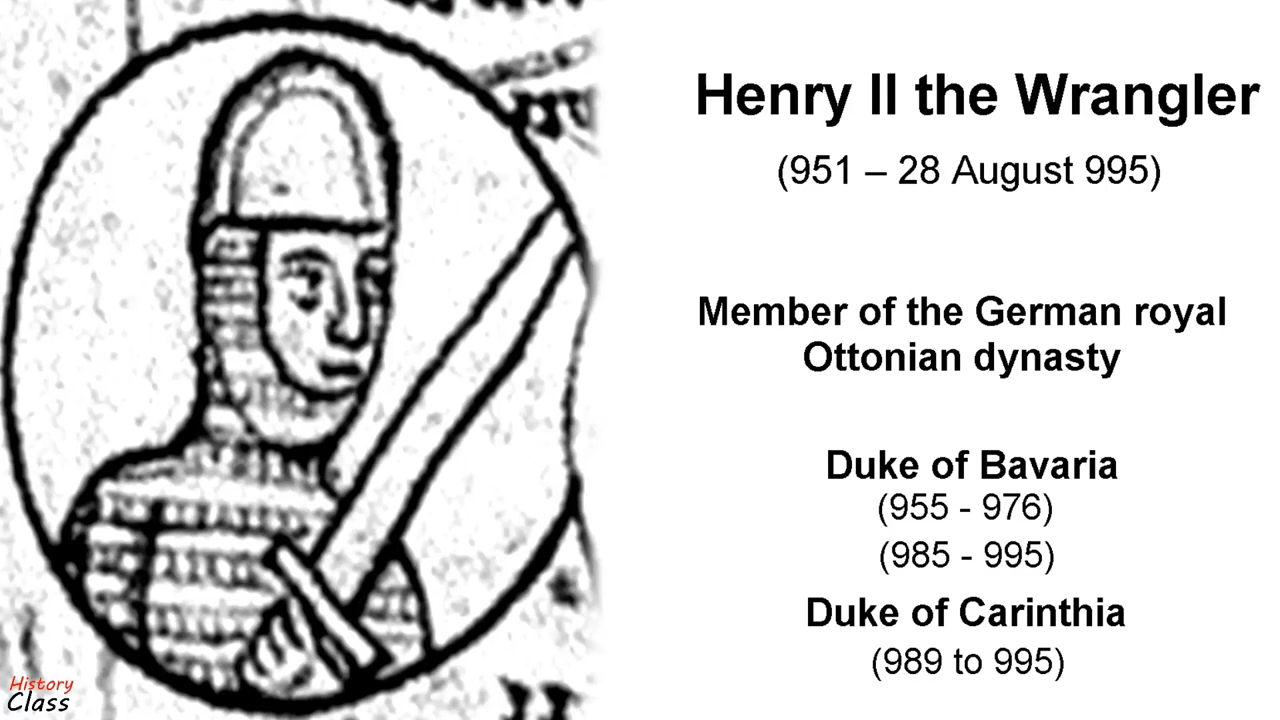 Henry II the Wrangler
(951 – 28 August 995)
Member of the German royal
Ottonian dynasty
Duke of Bavaria
(955 - 976)
(985 - 995)
Duke of Carinthia
(989 to 995)
History
Class